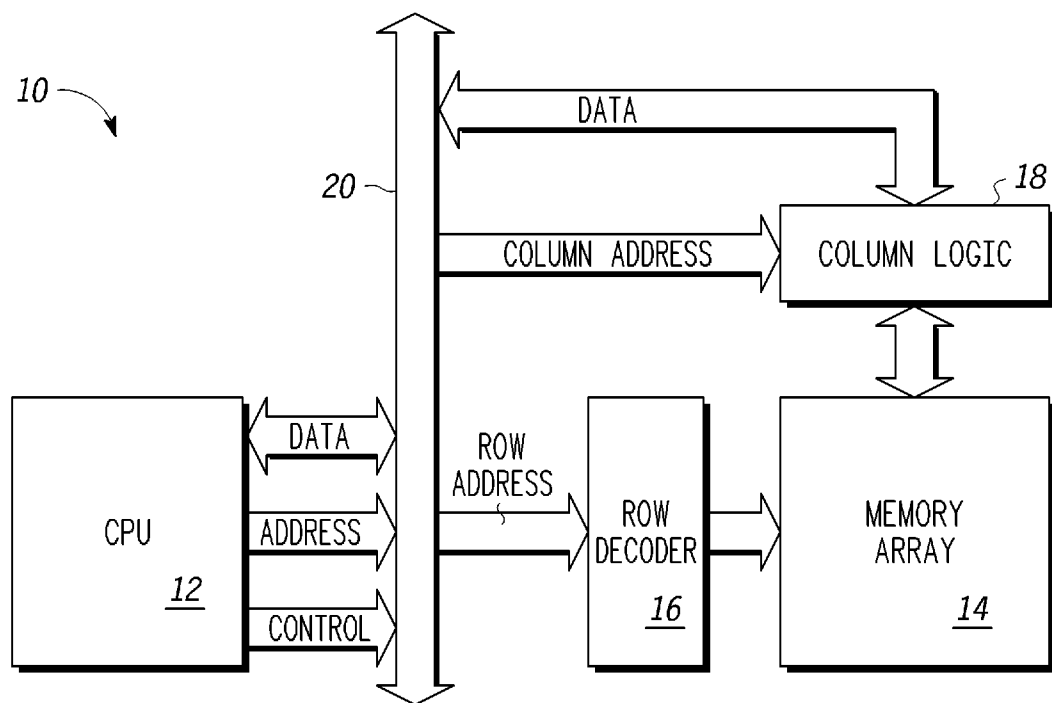 10
DATA
20
18
COLUMN ADDRESS
COLUMN LOGIC
DATA
ROW
ADDRESS
CPU
ADDRESS
ROW
DECODER
MEMORY
ARRAY
12
CONTROL
16
14